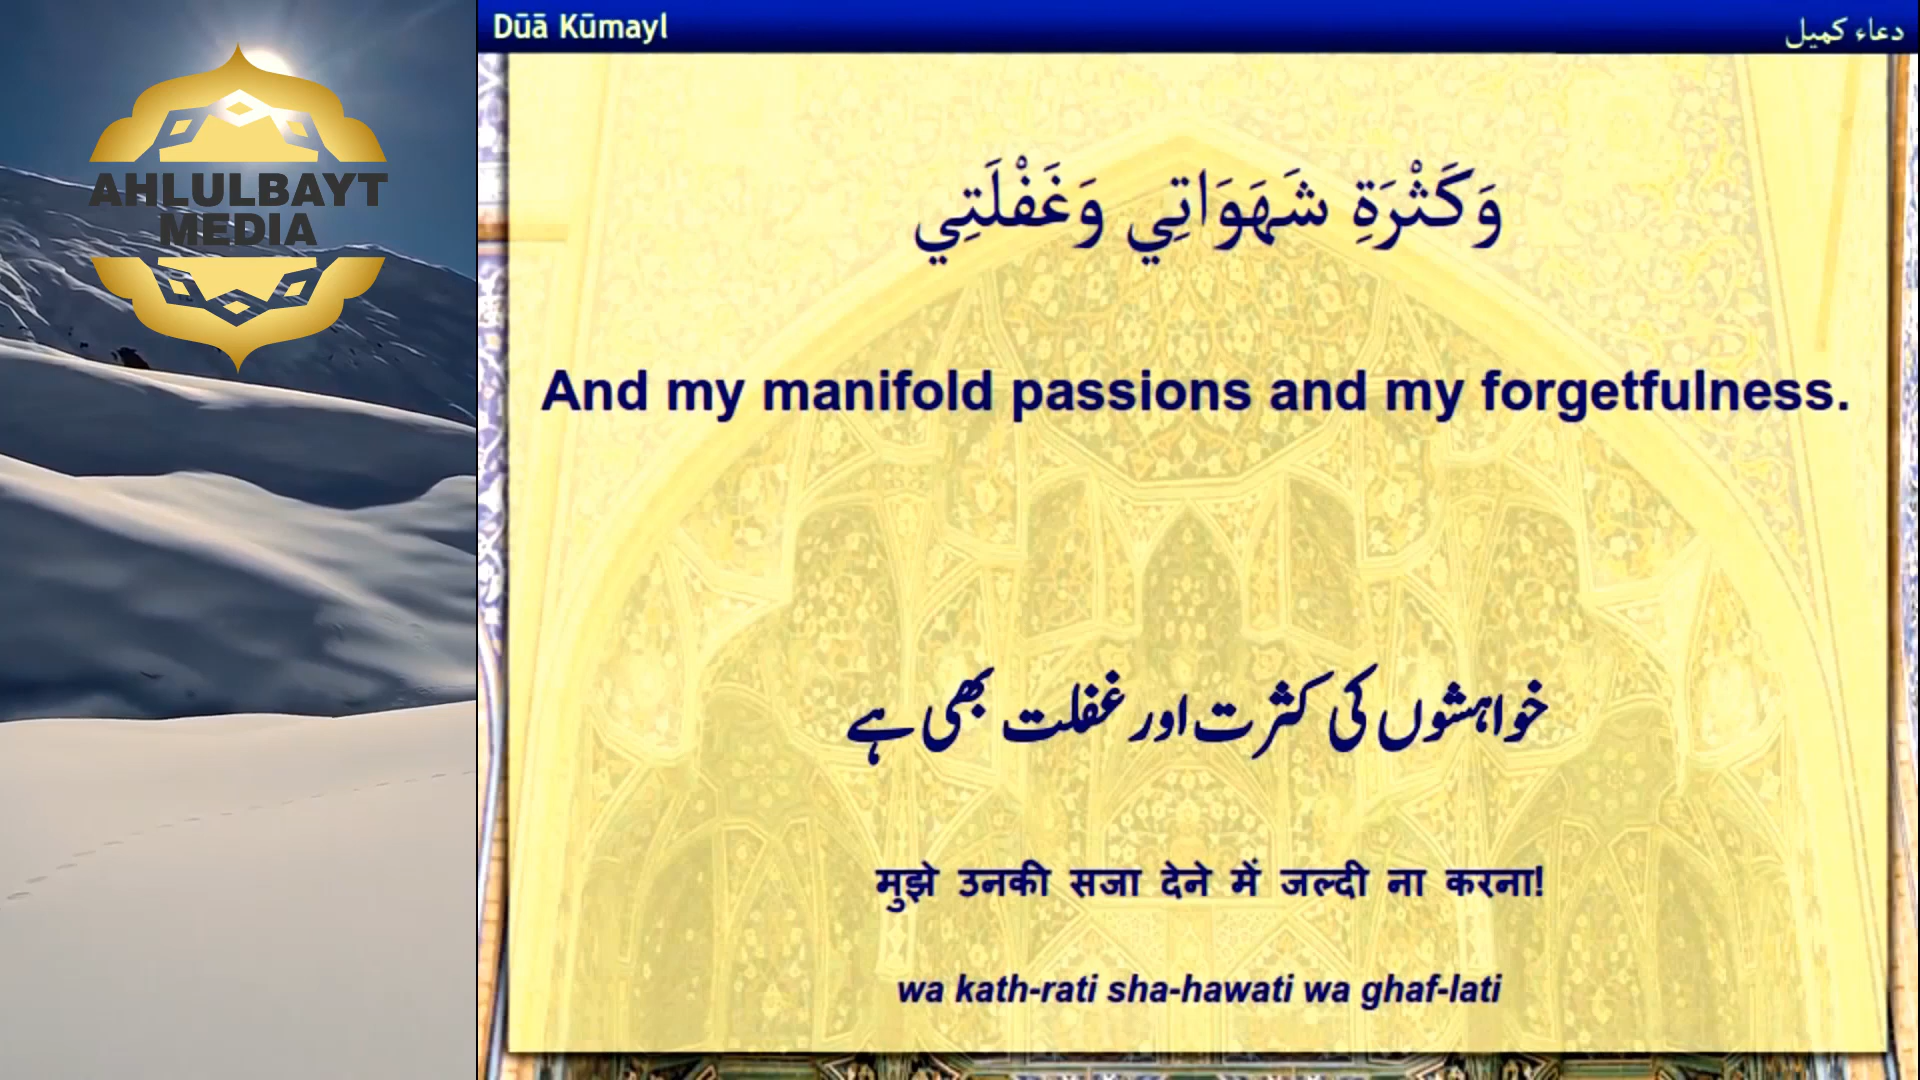 AHLULBAYT
MEDIA
Dūā Kūmayl
دعاء كميل
وَكَثْرَةِ شَهَوَاتِي وَغَفْلَتِي
And my manifold passions and my forgetfulness.
خواہشوں کی کثرت اور غفلت بھی ہے
मुझे उनकी सजा देने में जल्दी ना करना!
wa kath-rati sha-hawati wa ghaf-lati